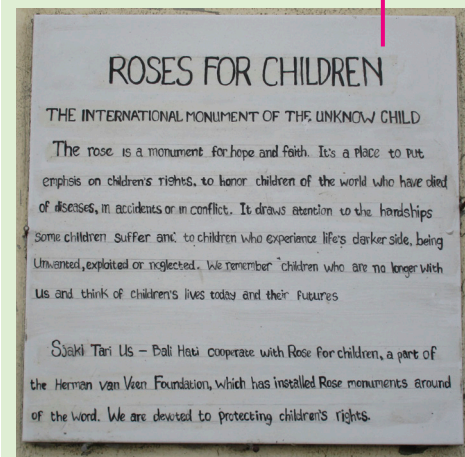 ROSES FOR CHILDREN
THE INTERNATIONAL MONUMENT OF THE UNKNOW CHILD
The rose is a monument for hope and faith. It's a Place to Put
emphsis on children's rights, to honor children of the world who have died
of diseases, in accidents or in conflict. It draws atention to the hardships
some children suffer and to children who experience life's darker side, being
Unwanted, exploited or neglected. We remember children who are no longer with
us and think of children's lives today and their futures
Sjaki Tari Us - Bali Hati cooperate with Rose for children, a part of
the Herman van Veen Foundation, which has installed Rose monuments around
of the Word. We are devoted to protecting children's rights.